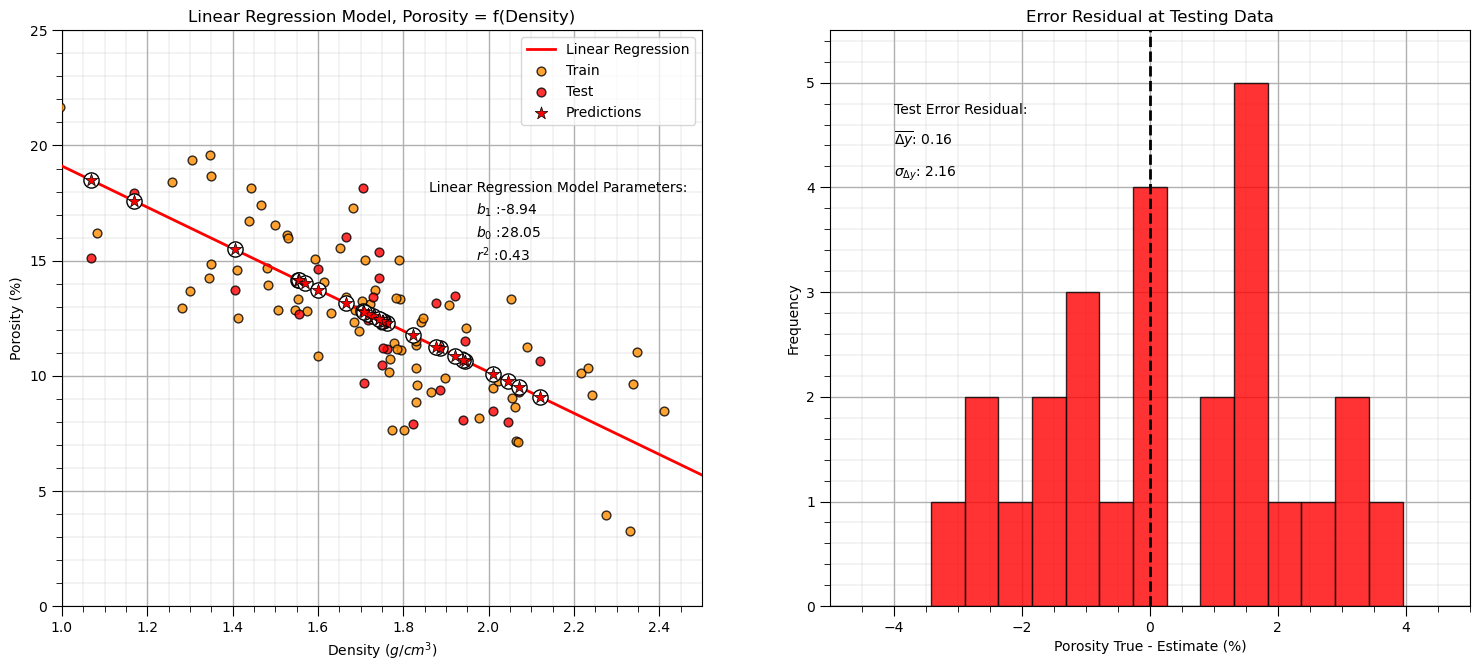 Linear Regression Model, Porosity = f(Density)
25
20
15
10
5
0
Porosity (%)
Linear Regression
Train
Test
Predictions
Linear Regression Model Parameters:
b₁ :-8.94
b₀ :28.05
r² :0.43
1.0 1.2 1.4 1.6 1.8 2.0 2.2 2.4
Density (g/cm³)
Error Residual at Testing Data
5
4
3
2
1
0
Frequency
Test Error Residual:
Δy̅: 0.16
σ_Δy: 2.16
−4 −2 0 2 4
Porosity True - Estimate (%)